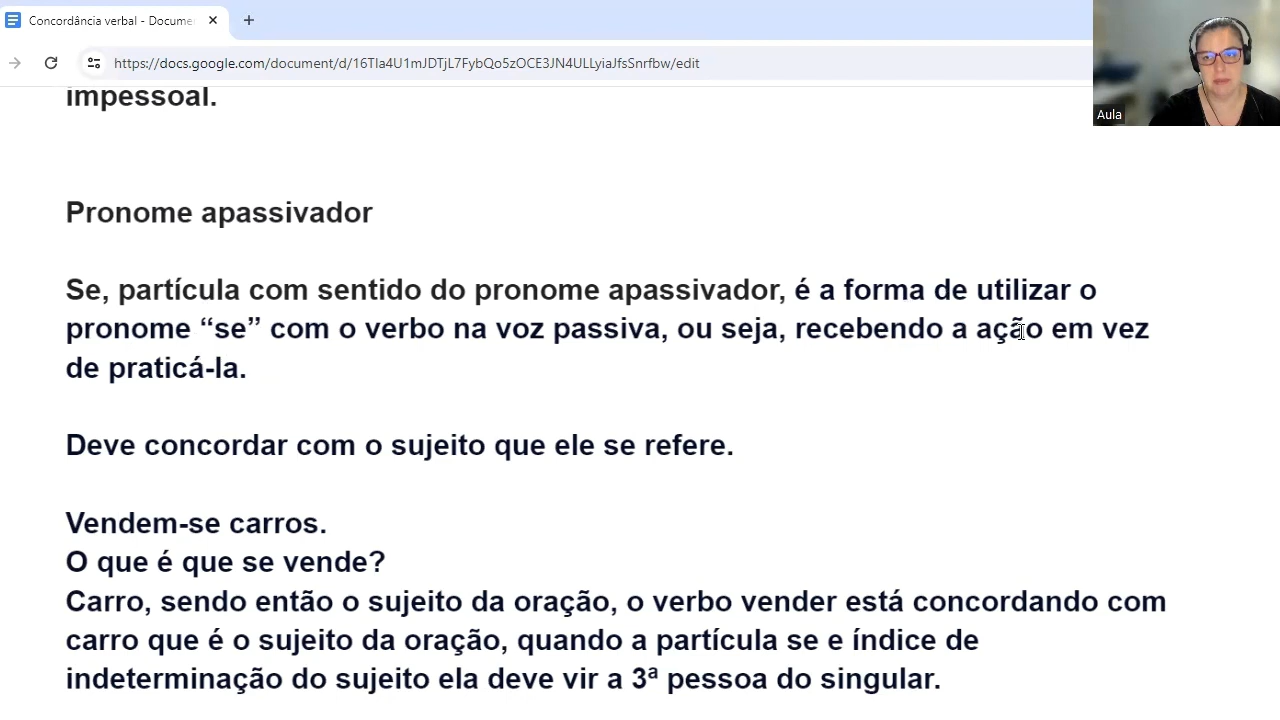 Concordância verbal - Docume
https://docs.google.com/document/d/16TIa4U1mJDTjL7FybQo5zOCE3JN4ULLyiaJfsSnrfbw/edit
Aula
impessoal.
Pronome apassivador
Se, partícula com sentido do pronome apassivador, é a forma de utilizar o
pronome “se” com o verbo na voz passiva, ou seja, recebendo a ação em vez
de praticá-la.
Deve concordar com o sujeito que ele se refere.
Vendem-se carros.
O que é que se vende?
Carro, sendo então o sujeito da oração, o verbo vender está concordando com
carro que é o sujeito da oração, quando a partícula se e índice de
indeterminação do sujeito ela deve vir a 3ª pessoa do singular.